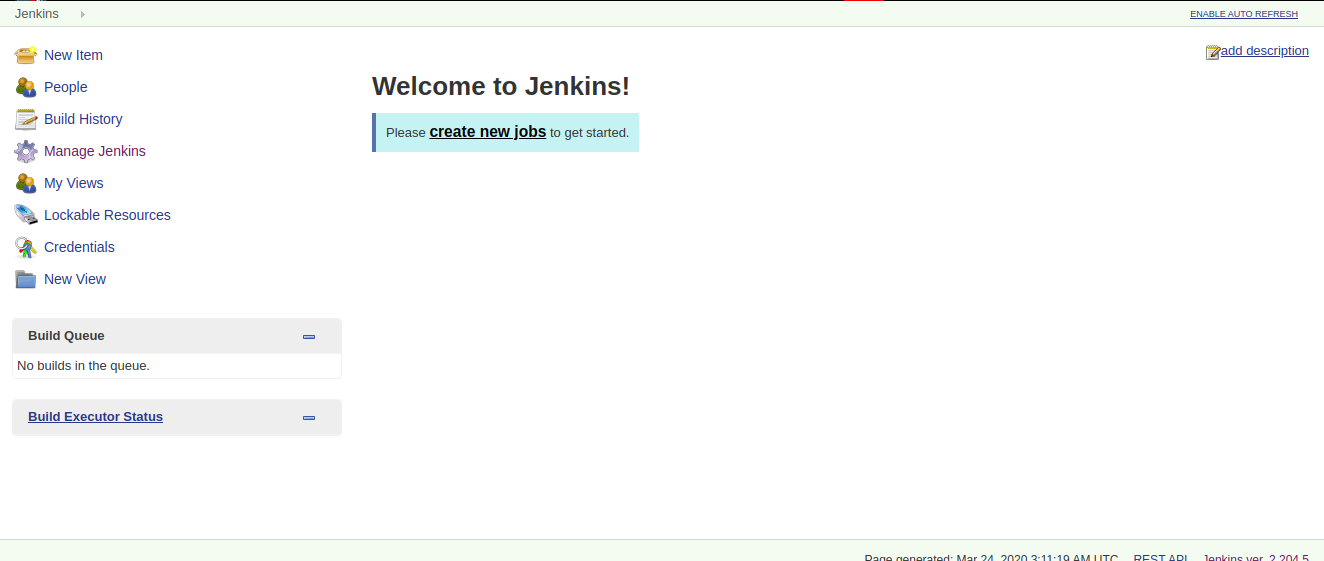 Jenkins
ENABLE AUTO REFRESH
New Item
People
Build History
Manage Jenkins
My Views
Lockable Resources
Credentials
New View
Build Queue
No builds in the queue.
Build Executor Status
add description
Welcome to Jenkins!
Please create new jobs to get started.
Page generated: Mar 24, 2020 3:11:19 AM UTC REST API Jenkins ver. 2.204.5